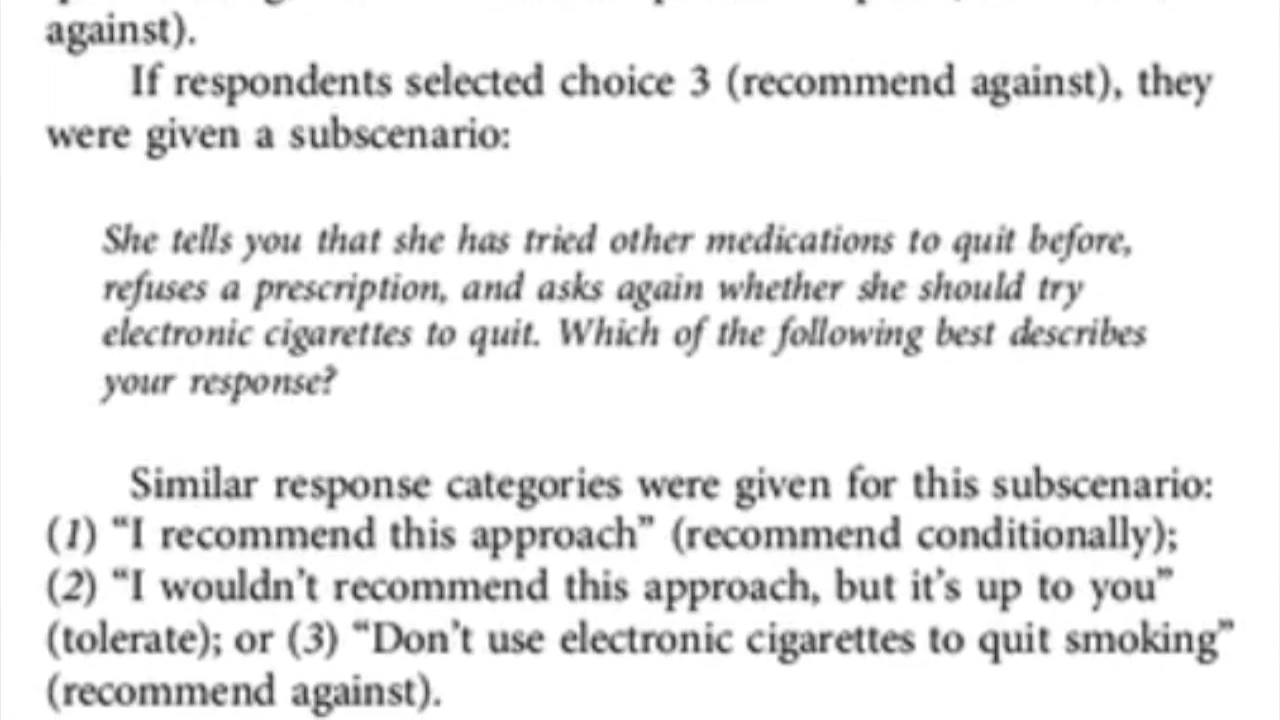 against).
If respondents selected choice 3 (recommend against), they
were given a subscenario:
She tells you that she has tried other medications to quit before,
refuses a prescription, and asks again whether she should try
electronic cigarettes to quit. Which of the following best describes
your response?
Similar response categories were given for this subscenario:
(1) “I recommend this approach” (recommend conditionally);
(2) “I wouldn’t recommend this approach, but it’s up to you”
(tolerate); or (3) “Don’t use electronic cigarettes to quit smoking”
(recommend against).